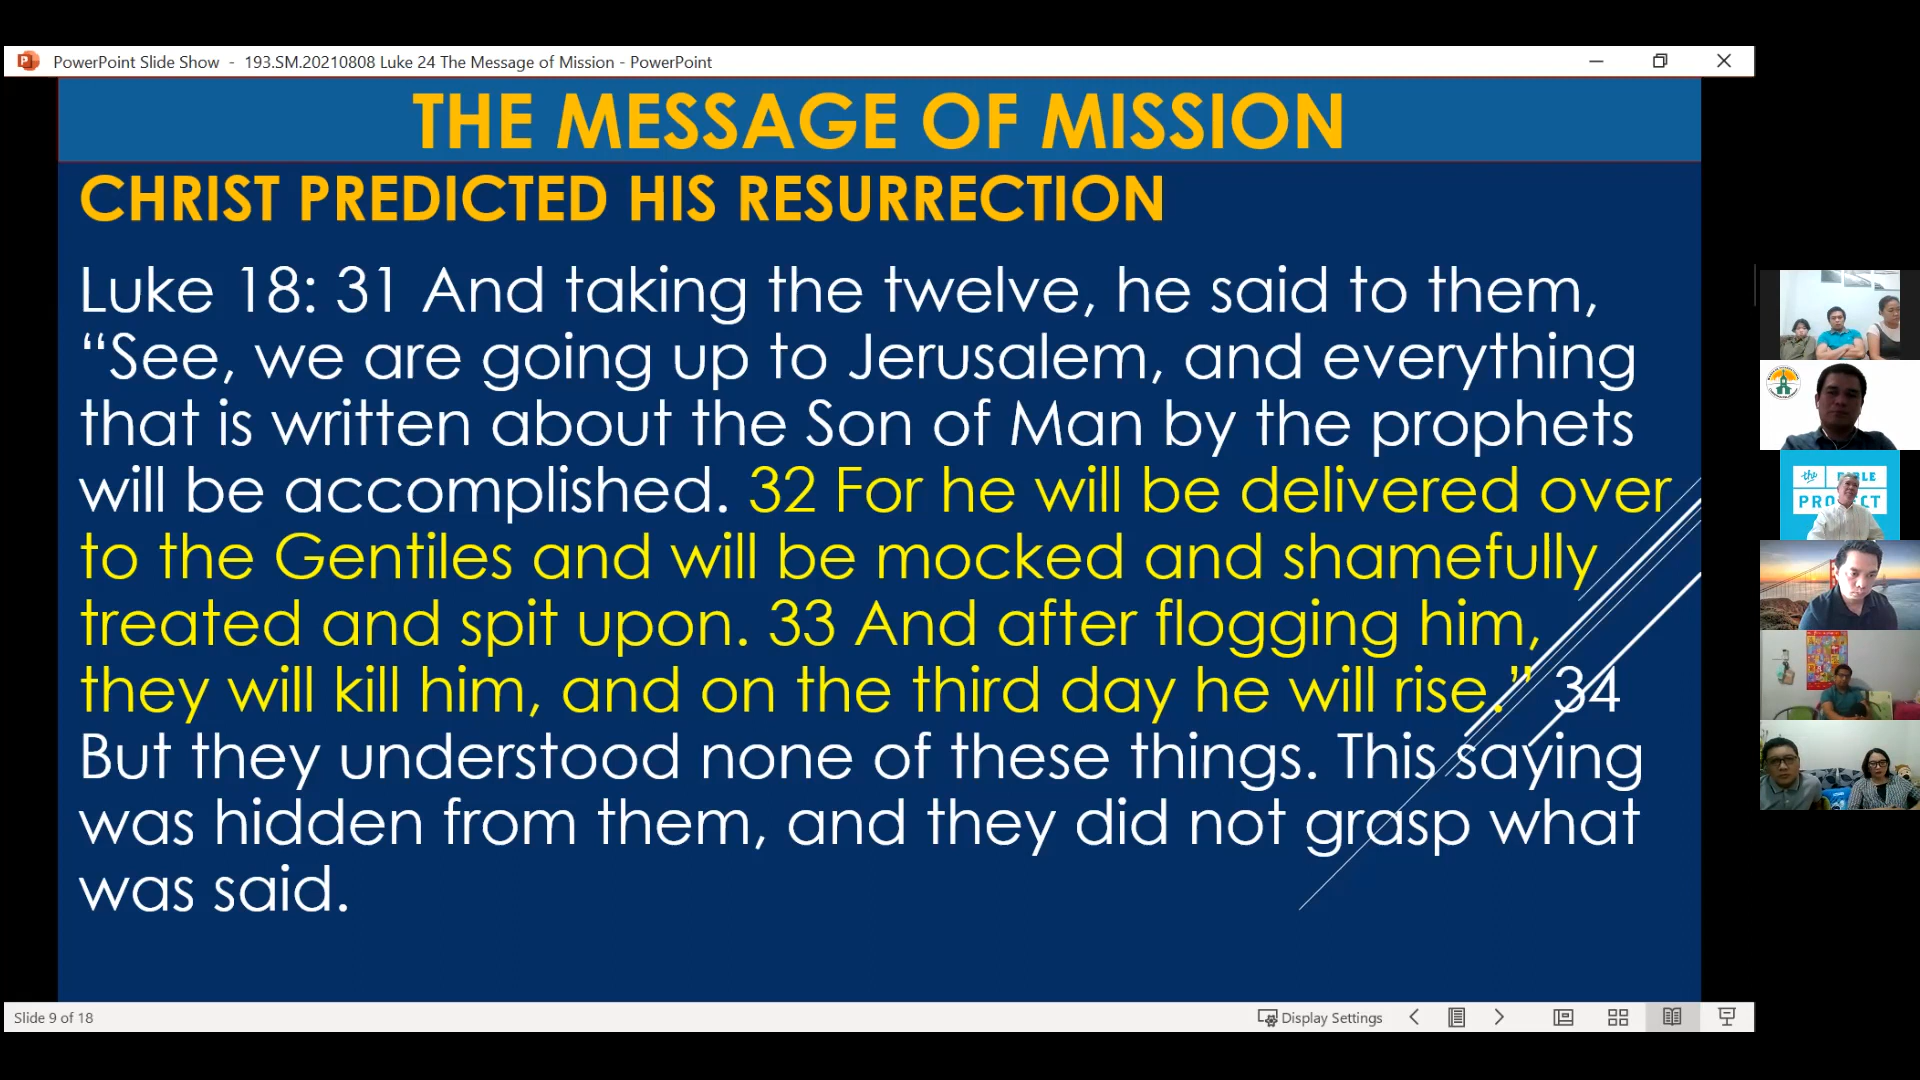 PowerPoint Slide Show - 193.SM.20210808 Luke 24 The Message of Mission - PowerPoint
THE MESSAGE OF MISSION
CHRIST PREDICTED HIS RESURRECTION
Luke 18: 31 And taking the twelve, he said to them,
“See, we are going up to Jerusalem, and everything
that is written about the Son of Man by the prophets
will be accomplished. 32 For he will be delivered over
to the Gentiles and will be mocked and shamefully
treated and spit upon. 33 And after flogging him,
they will kill him, and on the third day he will rise.” 34
But they understood none of these things. This saying
was hidden from them, and they did not grasp what
was said.
the
PROJECT
Slide 9 of 18
Display Settings